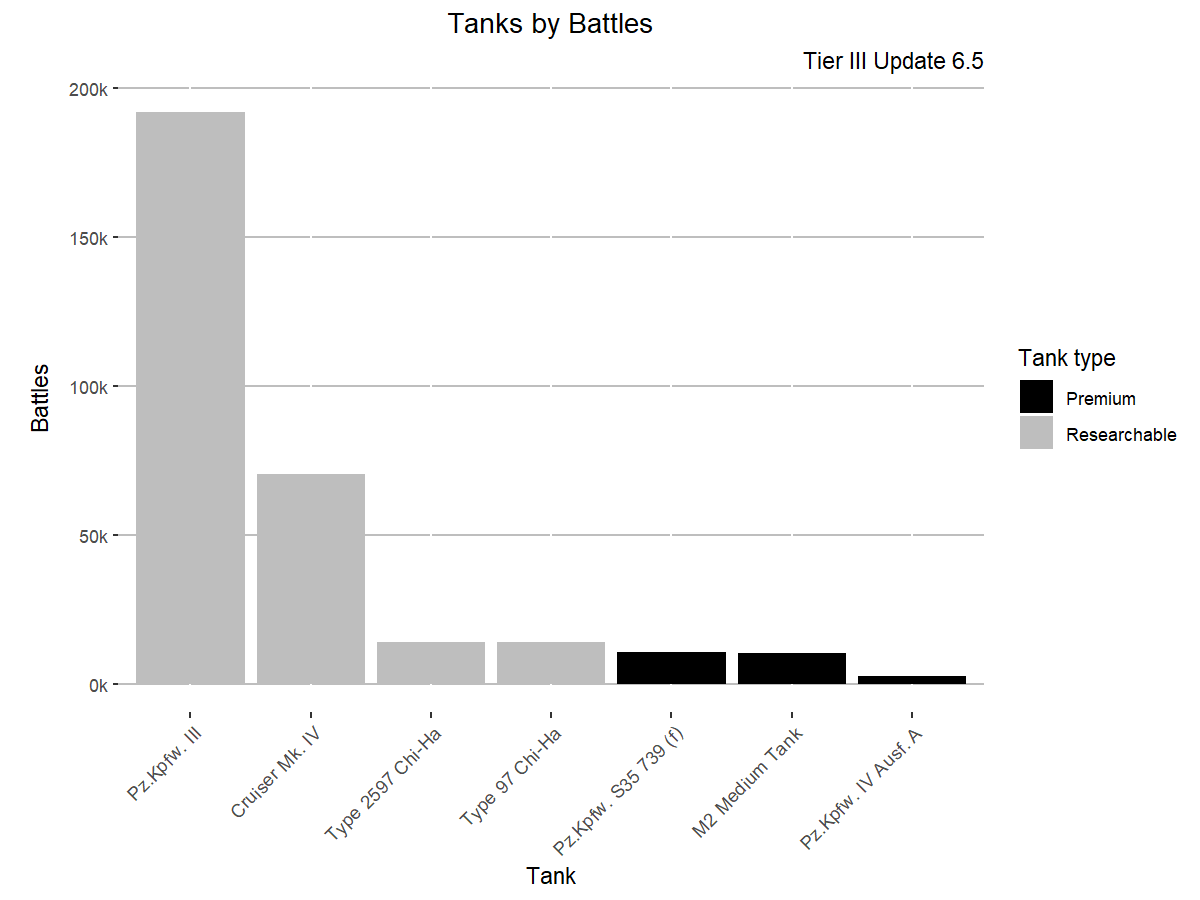 Tanks by Battles
Tier III Update 6.5
200k
150k
100k
50k
0k
Battles
Pz.Kpfw. III
Cruiser Mk. IV
Type 2597 Chi-Ha
Type 97 Chi-Ha
Pz.Kpfw. S35 739 (f)
M2 Medium Tank
Pz.Kpfw. IV Ausf. A
Tank
Tank type
Premium
Researchable